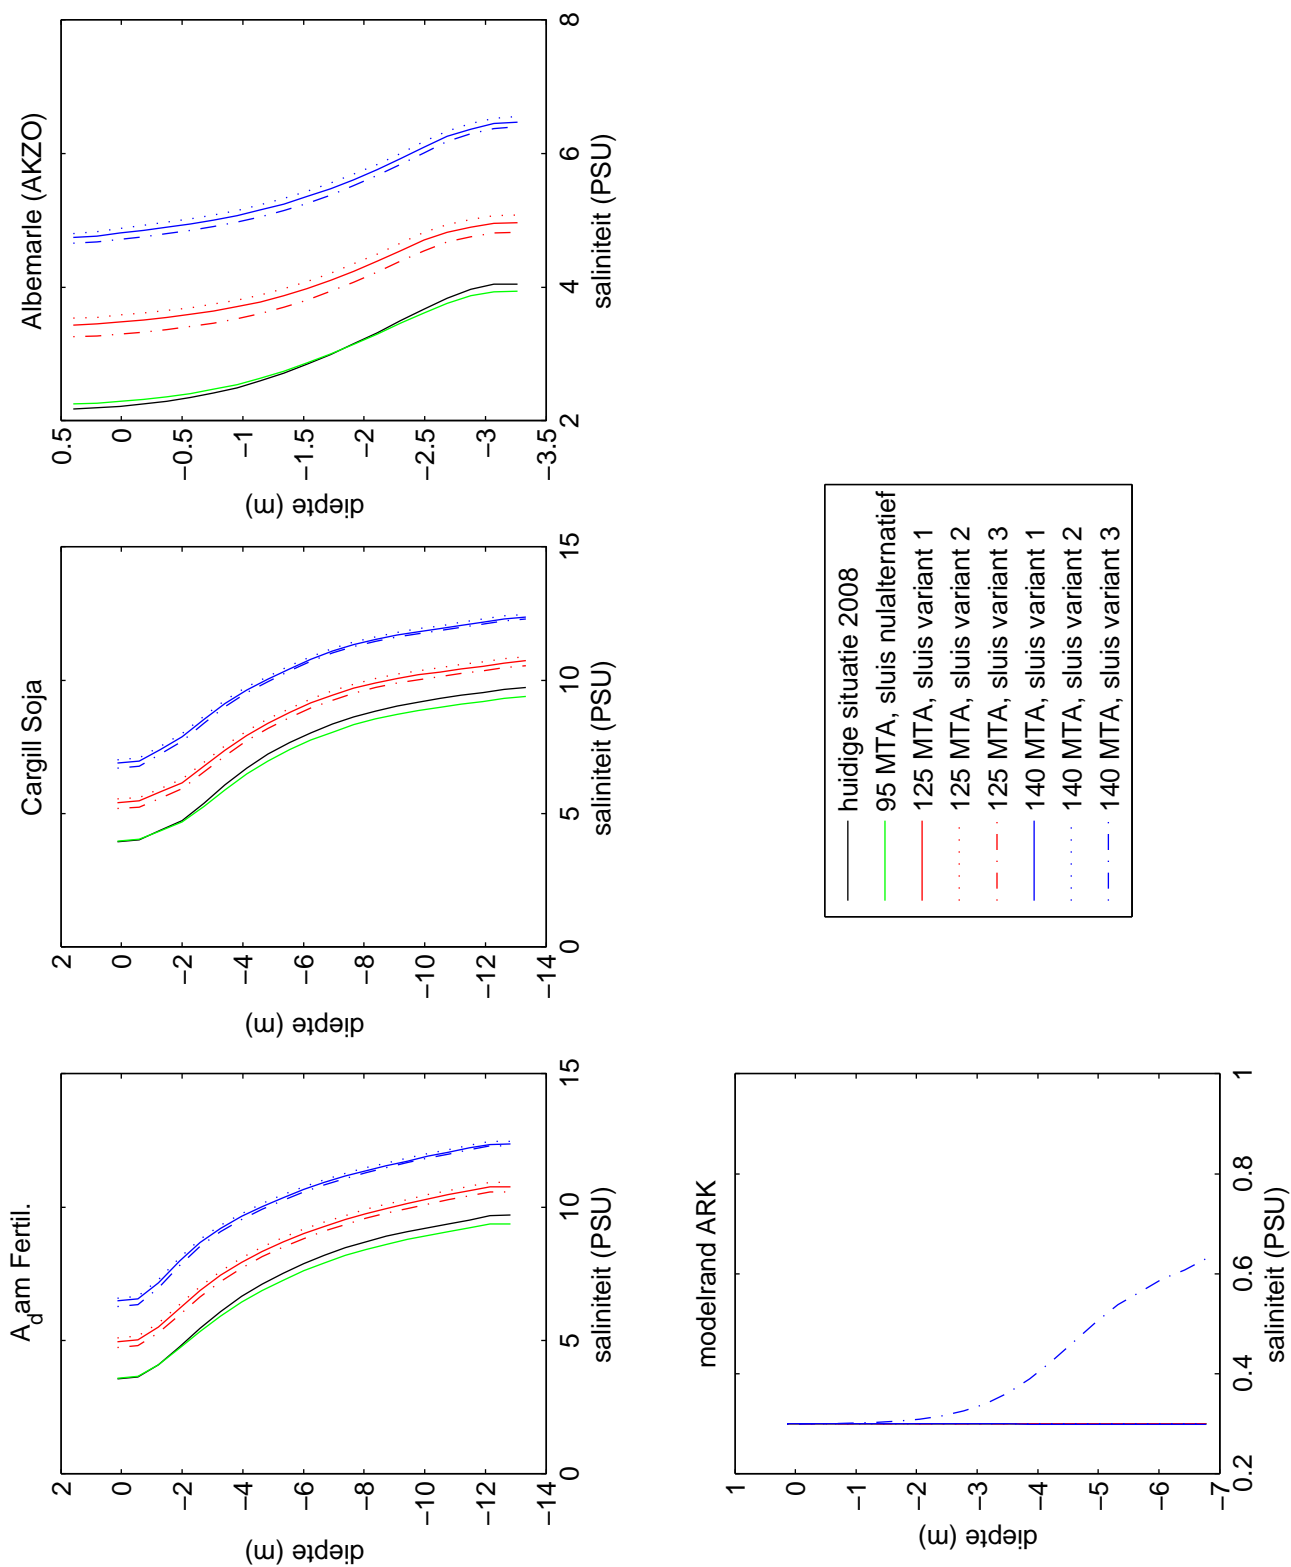 A_dam Fertil.
2
0
−2
−4
−6
−8
−10
−12
−14
diepte (m)
0
5
10
15
saliniteit (PSU)
Cargill Soja
2
0
−2
−4
−6
−8
−10
−12
−14
diepte (m)
0
5
10
15
saliniteit (PSU)
Albemarle (AKZO)
0.5
0
−0.5
−1
−1.5
−2
−2.5
−3
−3.5
diepte (m)
2
4
6
8
saliniteit (PSU)
modelrand ARK
1
0
−1
−2
−3
−4
−5
−6
−7
diepte (m)
0.2
0.4
0.6
0.8
1
saliniteit (PSU)
huidige situatie 2008
95 MTA, sluis nulalternatief
125 MTA, sluis variant 1
125 MTA, sluis variant 2
125 MTA, sluis variant 3
140 MTA, sluis variant 1
140 MTA, sluis variant 2
140 MTA, sluis variant 3